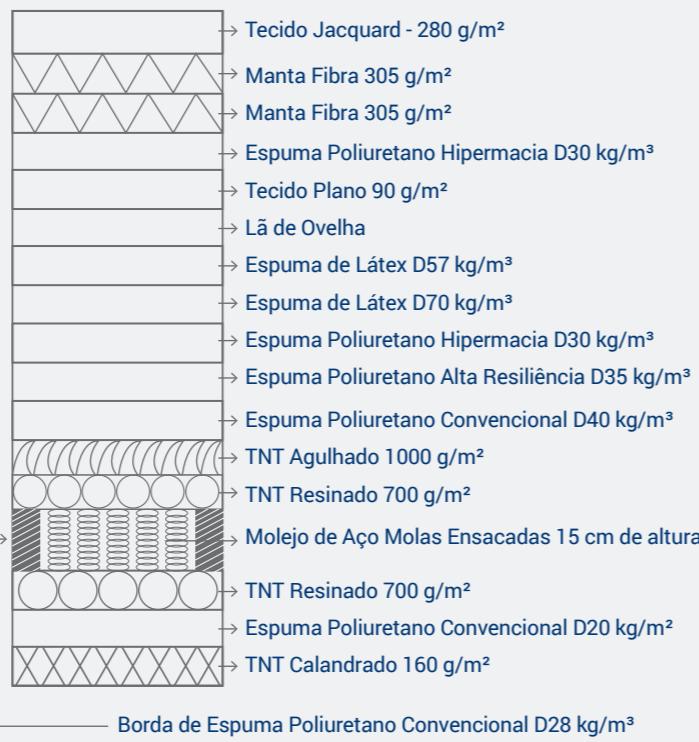 Tecido Jacquard - 280 g/m²
Manta Fibra 305 g/m²
Manta Fibra 305 g/m²
Espuma Poliuretano Hipermacia D30 kg/m³
Tecido Plano 90 g/m²
Lã de Ovelha
Espuma de Látex D57 kg/m³
Espuma de Látex D70 kg/m³
Espuma Poliuretano Hipermacia D30 kg/m³
Espuma Poliuretano Alta Resiliência D35 kg/m³
Espuma Poliuretano Convencional D40 kg/m³
TNT Agulhado 1000 g/m²
TNT Resinado 700 g/m²
Molejo de Aço Molas Ensacadas 15 cm de altura
TNT Resinado 700 g/m²
Espuma Poliuretano Convencional D20 kg/m³
TNT Calandrado 160 g/m²
Borda de Espuma Poliuretano Convencional D28 kg/m³